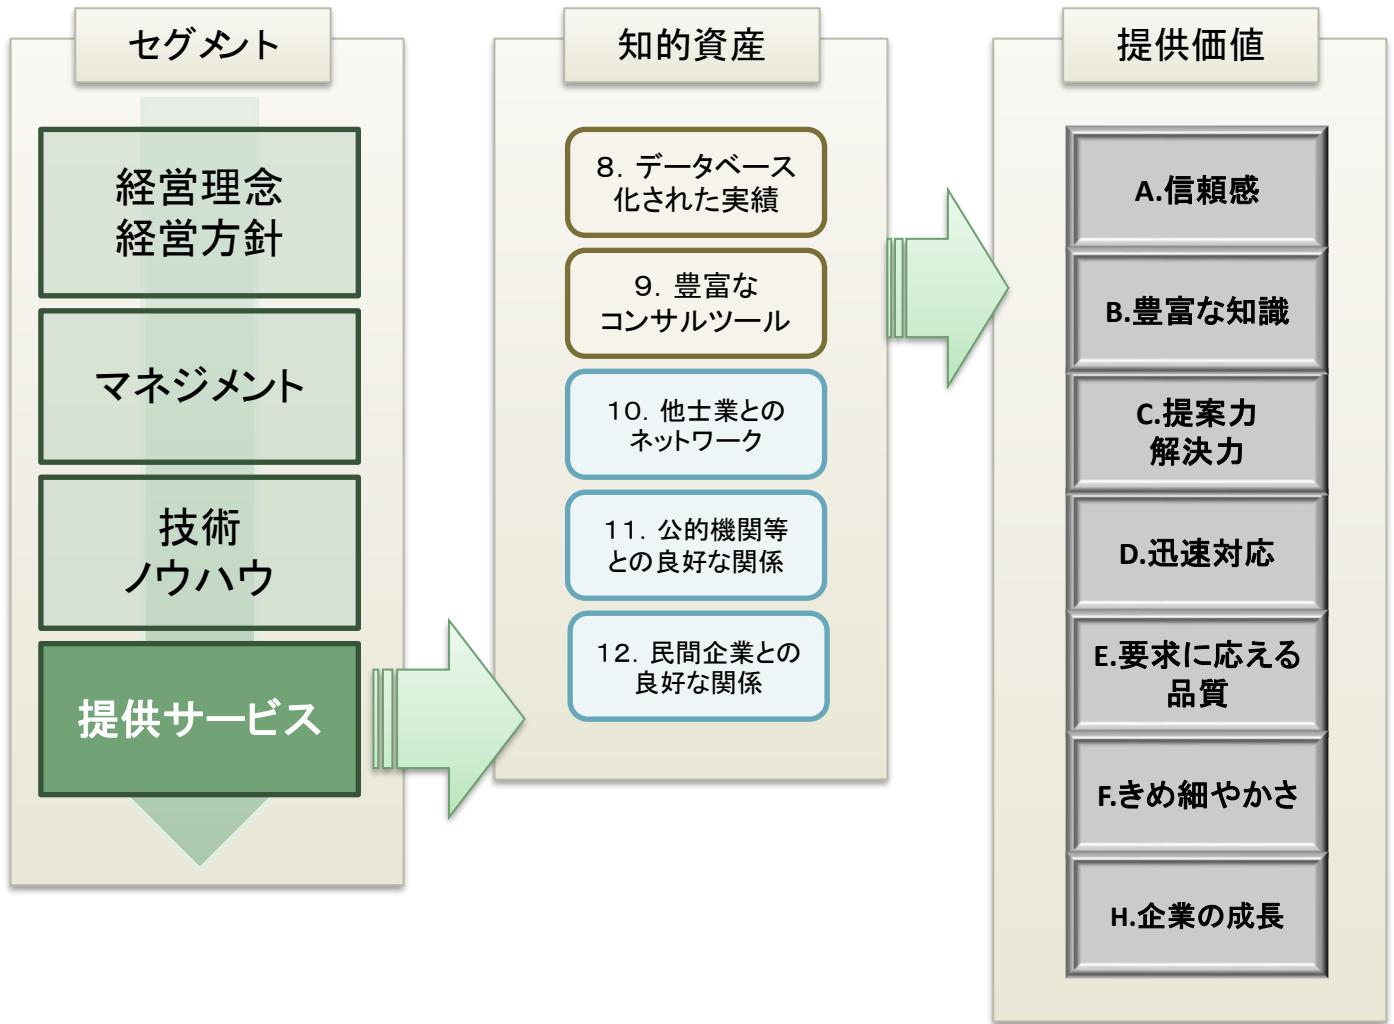 セグメント
経営理念
経営方針
マネジメント
技術
ノウハウ
提供サービス
知的資産
８．データベース
化された実績
９．豊富な
コンサルツール
１０．他士業との
ネットワーク
１１．公的機関等
との良好な関係
１２．民間企業との
良好な関係
提供価値
A.信頼感
B.豊富な知識
C.提案力
解決力
D.迅速対応
E.要求に応える
品質
F.きめ細やかさ
H.企業の成長